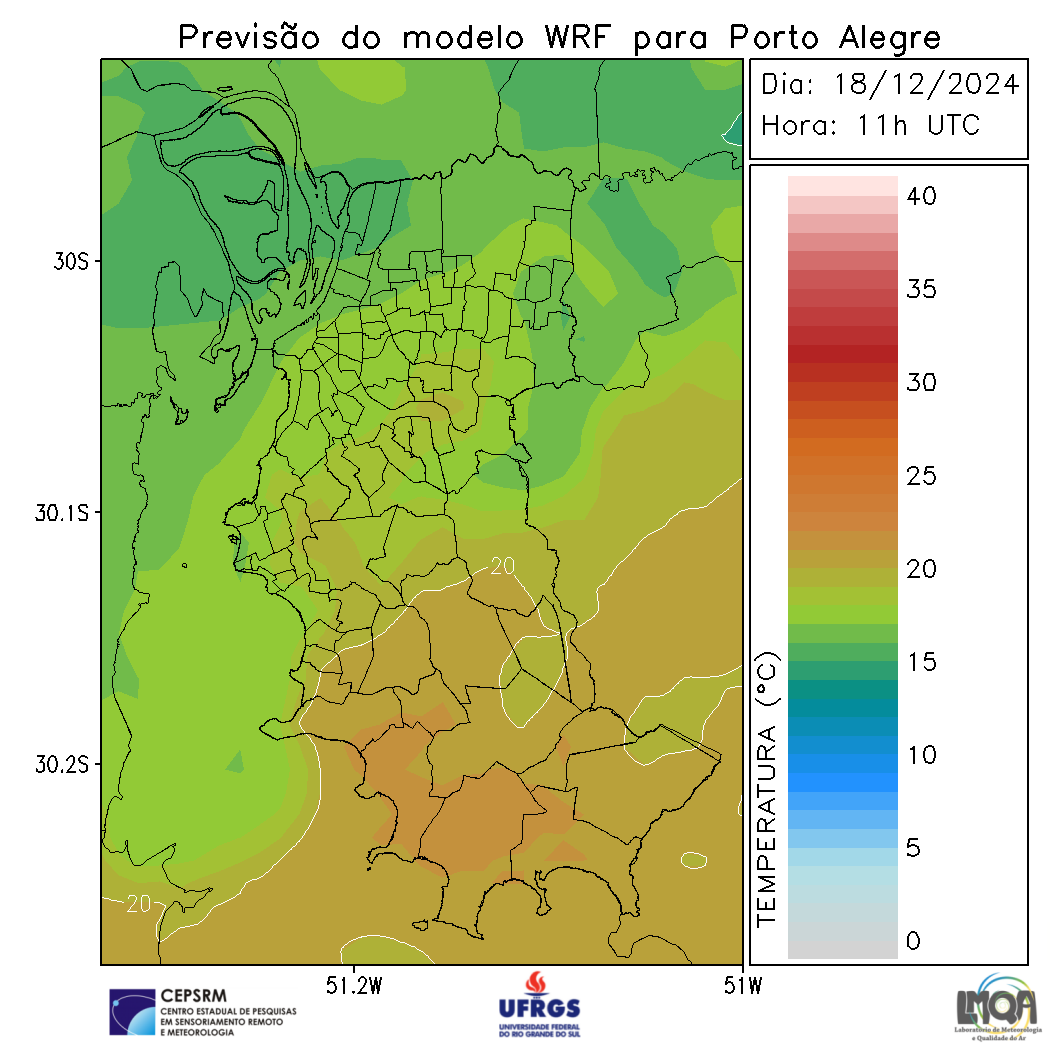 Previsão do modelo WRF para Porto Alegre
Dia: 18/12/2024
Hora: 11h UTC
40
35
30
25
20
15
10
5
0
TEMPERATURA (°C)
30S
30.1S
30.2S
20
20
51.2W
51W
CEPSRM
CENTRO ESTADUAL DE PESQUISAS
EM SENSORIAMENTO REMOTO
E METEOROLOGIA
UFRGS
UNIVERSIDADE FEDERAL
DO RIO GRANDE DO SUL
LMQA
Laboratório de Meteorologia
e Qualidade do Ar